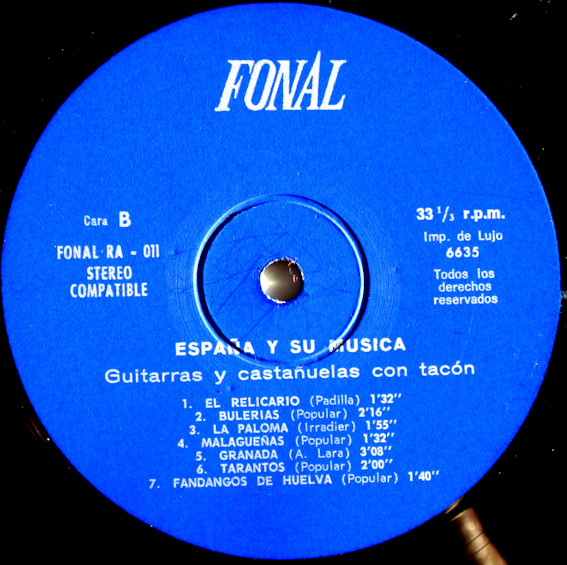 FONAL
Cara B
FONAL RA - 011
STEREO
COMPATIBLE
33 1/3 r.p.m.
Imp. de Lujo
6635
Todos los
derechos
reservados
ESPAÑA Y SU MUSICA
Guitarras y castañuelas con tacón
1. EL RELICARIO (Padilla) 1'32''
2. BULERIAS (Popular) 2'16''
3. LA PALOMA (Irradier) 1'55''
4. MALAGUEÑAS (Popular) 1'32''
5. GRANADA (A. Lara) 3'08''
6. TARANTOS (Popular) 2'00''
7. FANDANGOS DE HUELVA (Popular) 1'40''